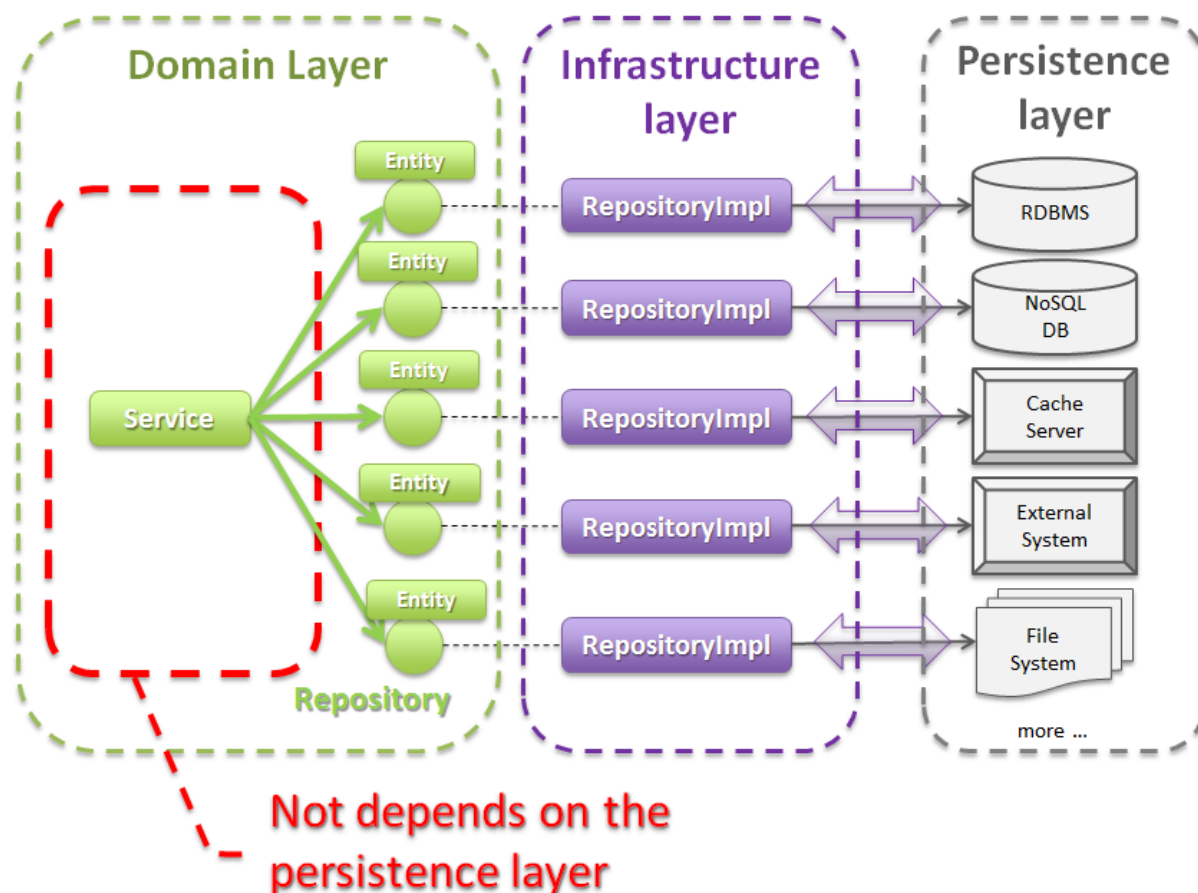 Domain Layer
Infrastructure
layer
Persistence
layer
Entity
RepositoryImpl
RDBMS
Entity
RepositoryImpl
NoSQL
DB
Entity
Service
RepositoryImpl
Cache
Server
Entity
RepositoryImpl
External
System
Entity
RepositoryImpl
File
System
Repository
more ...
Not depends on the
persistence layer